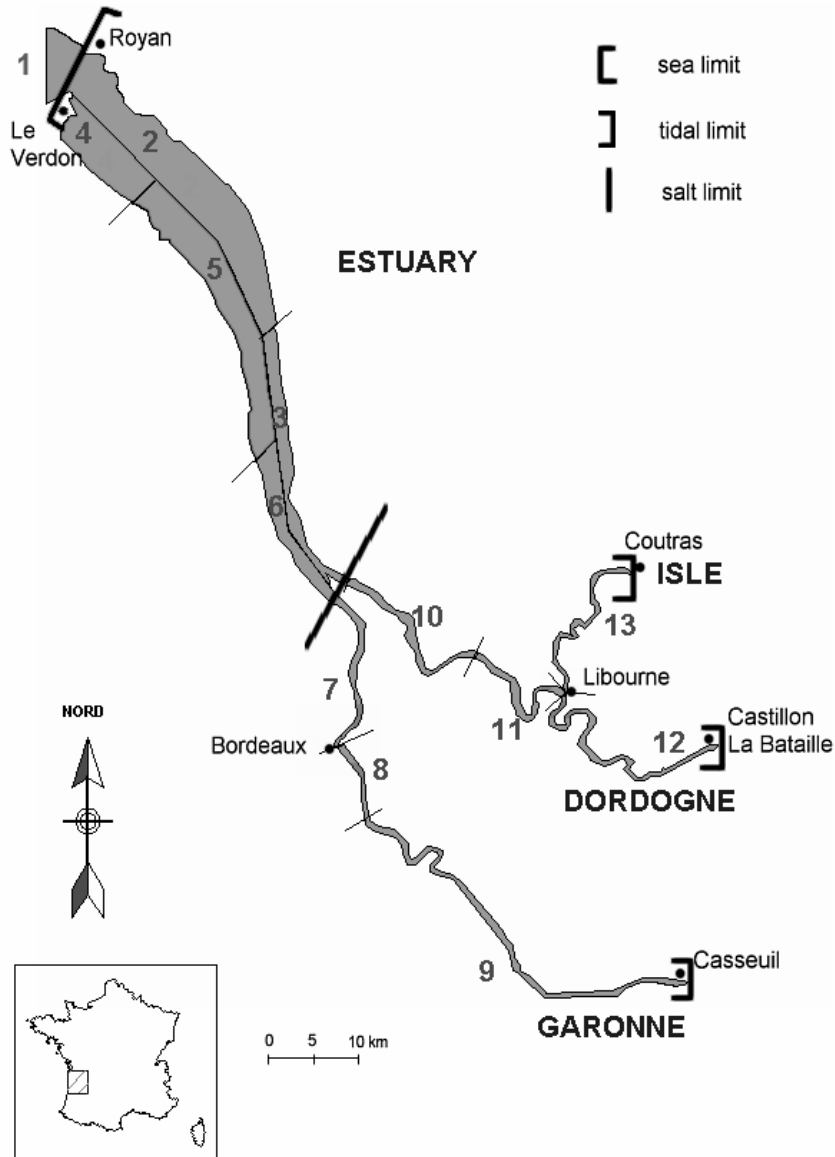 Royan
1
Le
Verdon
4
2
5
3
6
ESTUARY
sea limit
tidal limit
salt limit
Coutras
ISLE
13
10
Libourne
11
12
Castillon
La Bataille
DORDOGNE
7
Bordeaux
8
9
Casseuil
GARONNE
NORD
0 5 10 km